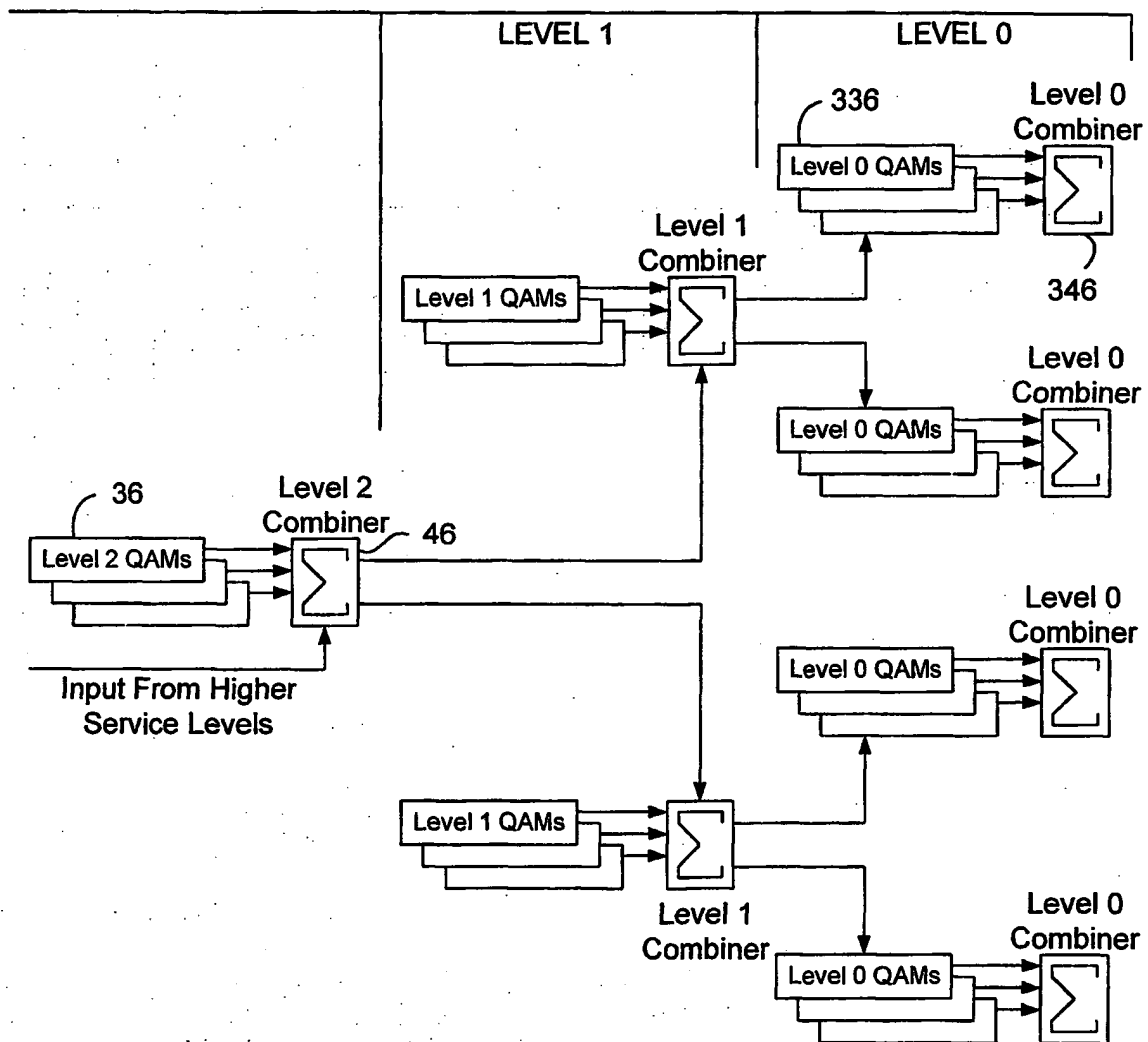 LEVEL 1
LEVEL 0
336
Level 0
Combiner
Level 0 QAMs
346
Level 1
Combiner
Level 1 QAMs
Level 0
Combiner
Level 0 QAMs
36
Level 2
Combiner
46
Level 2 QAMs
Input From Higher
Service Levels
Level 0
Combiner
Level 0 QAMs
Level 1 QAMs
Level 1
Combiner
Level 0
Combiner
Level 0 QAMs